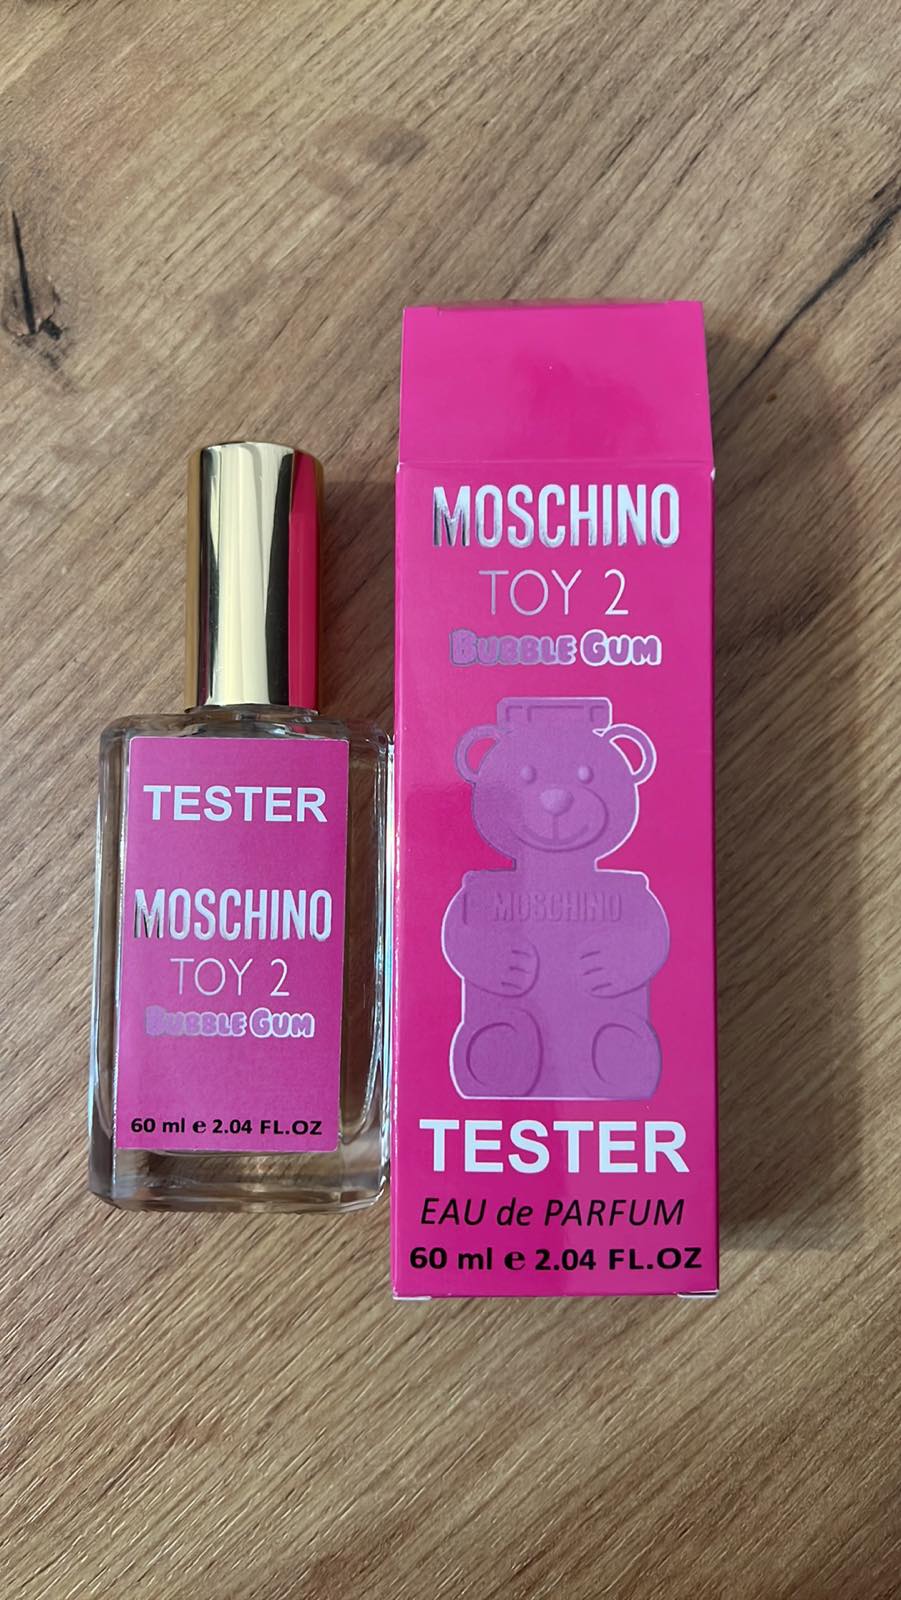 TESTER
MOSCHINO
TOY 2
BUBBLE GUM
60 ml e 2.04 FL.OZ
MOSCHINO
TOY 2
BUBBLE GUM
MOSCHINO
TESTER
EAU de PARFUM
60 ml e 2.04 FL.OZ